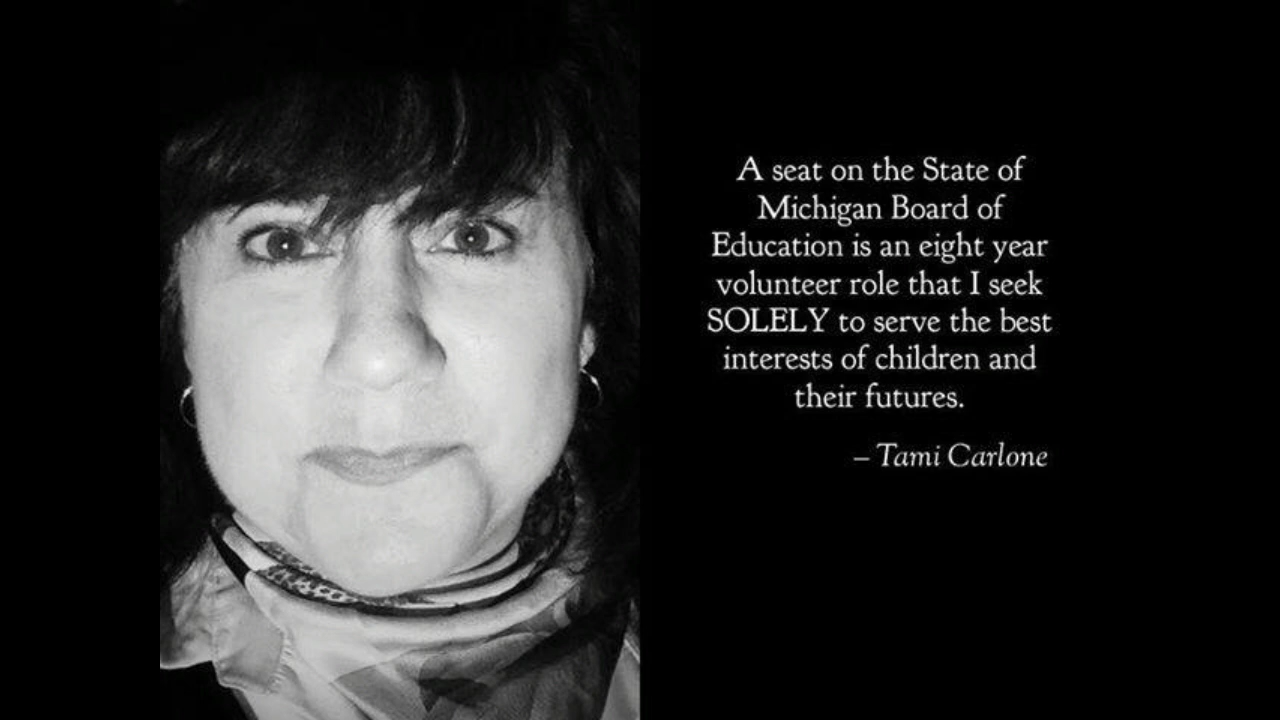 A seat on the State of
Michigan Board of
Education is an eight year
volunteer role that I seek
SOLELY to serve the best
interests of children and
their futures.
– Tami Carlone